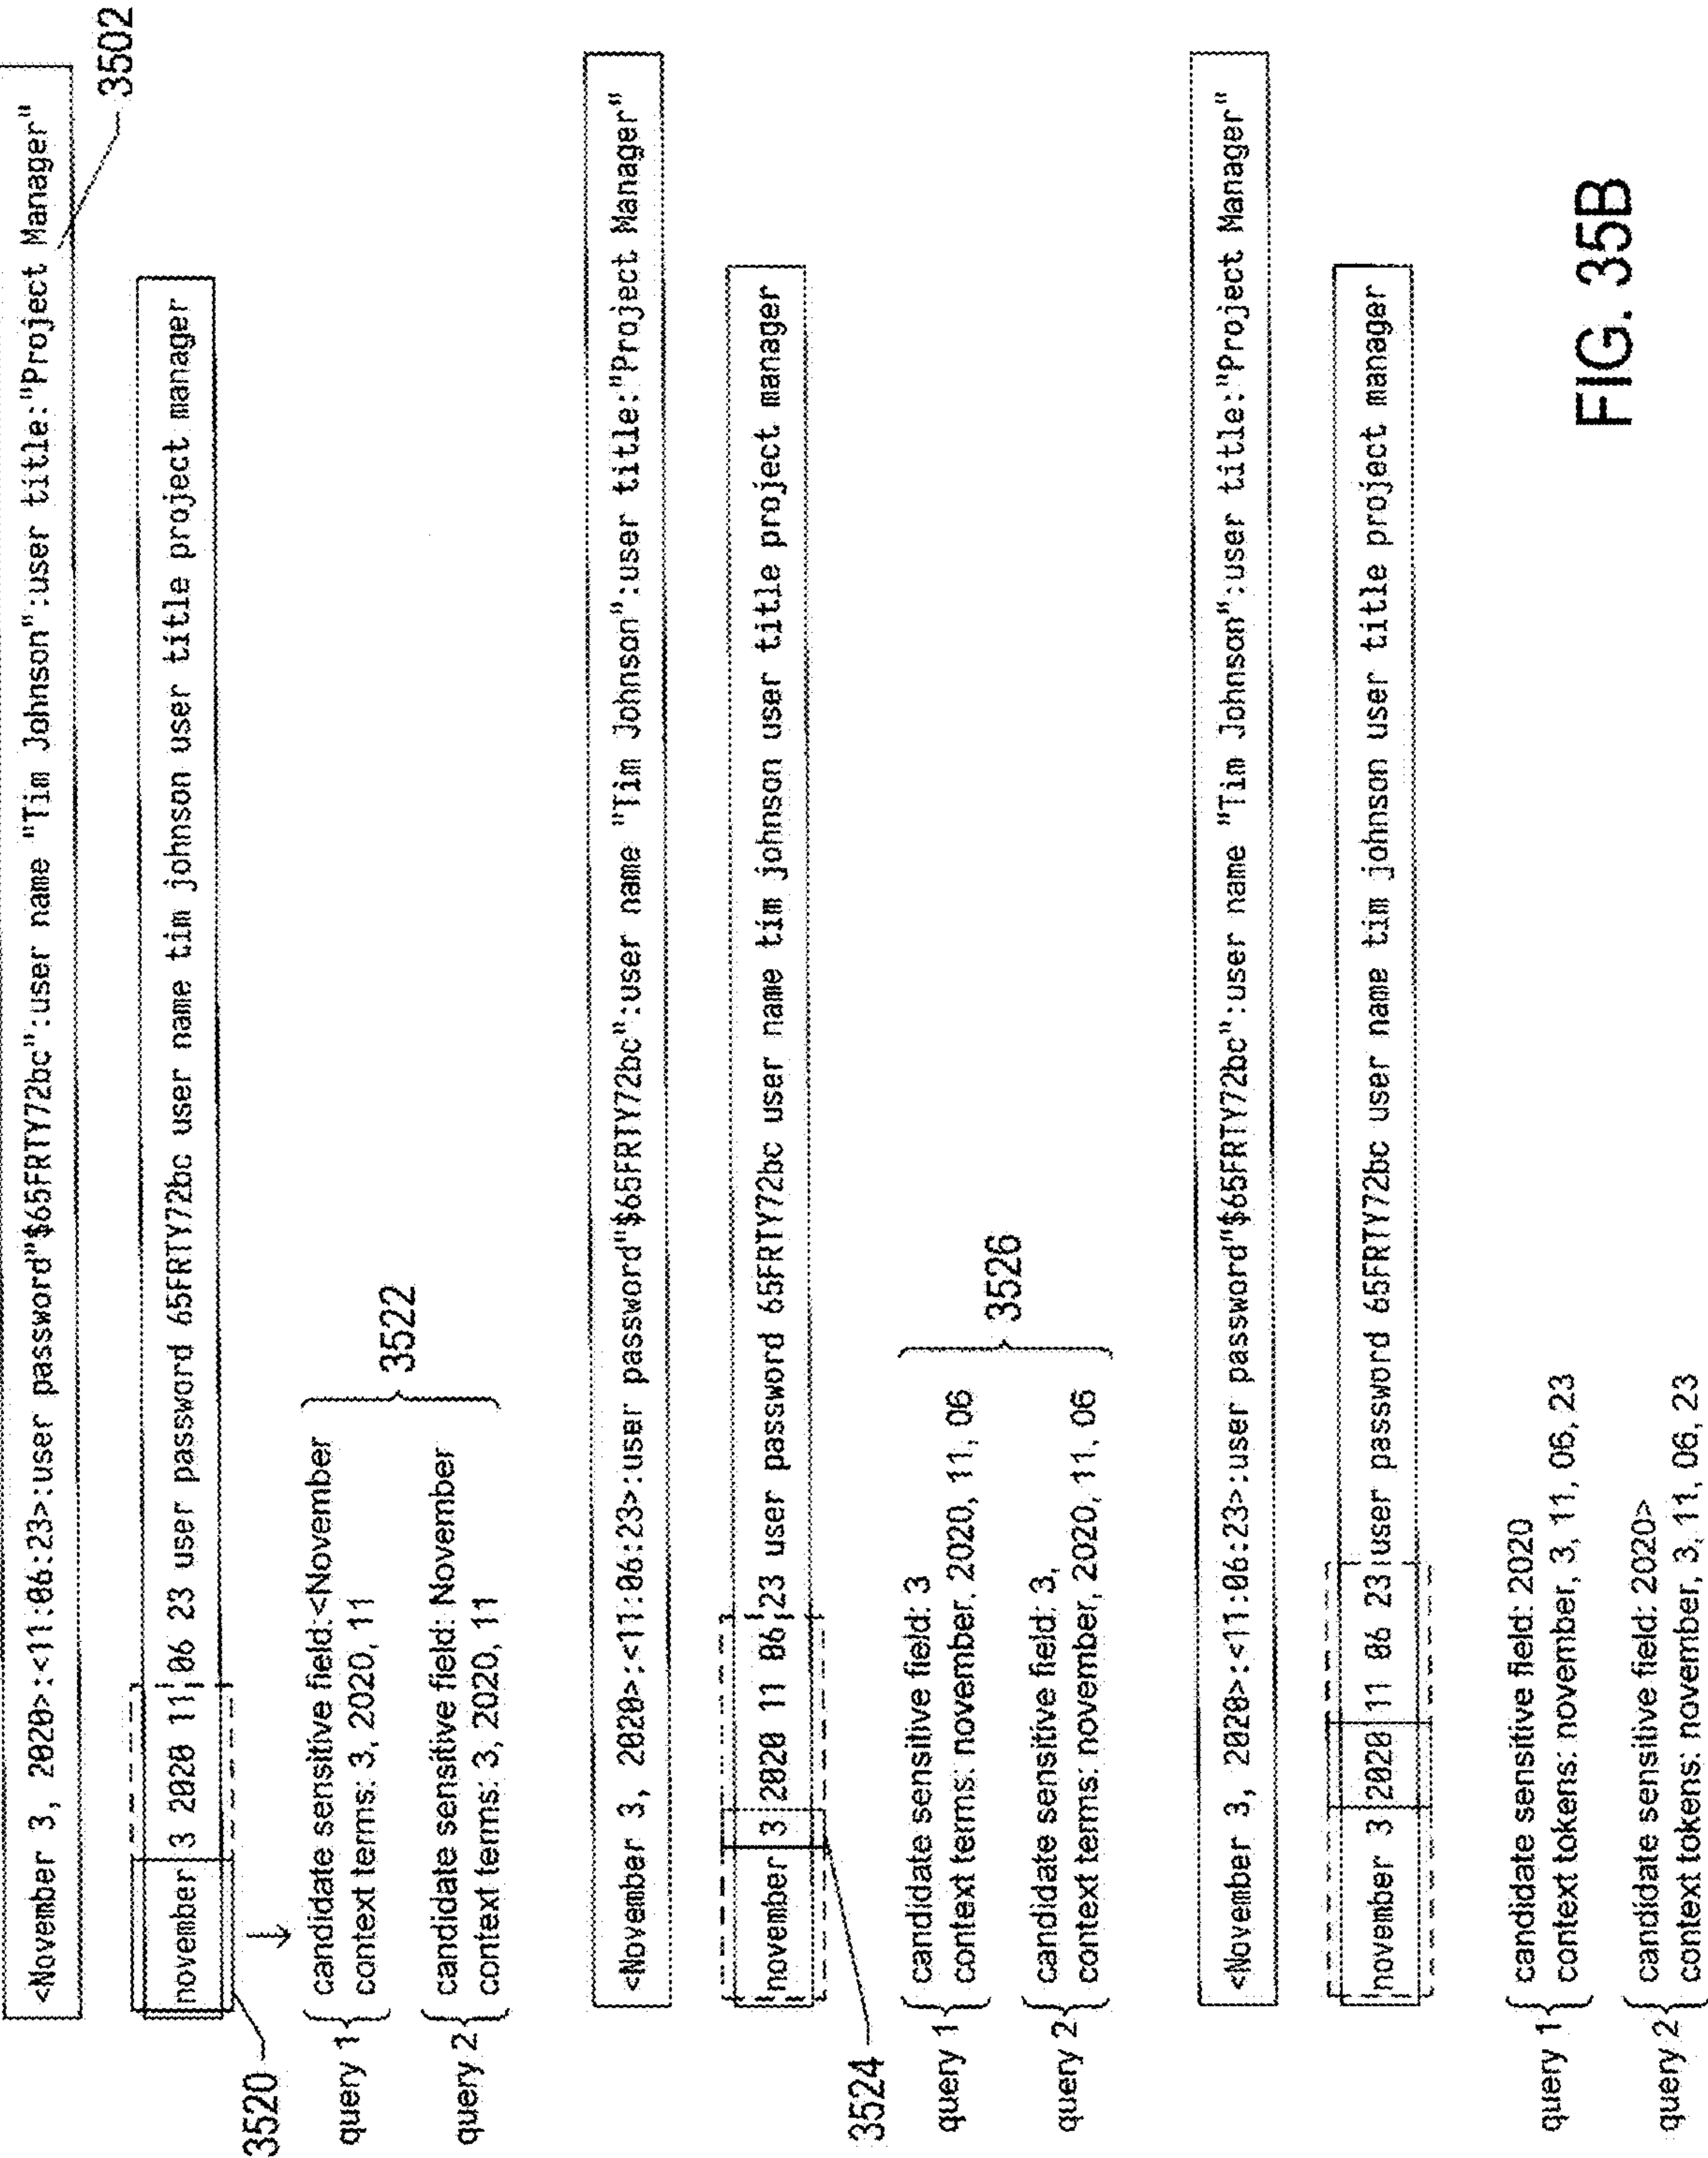 <November 3, 2020>:<11:06:23>:user password"$65FRTY72bc":user name "Tim Johnson":user title:"Project Manager"
3502
november 3 2020 11 06 23 user password 65FRTY72bc user name tim johnson user title project manager
3520
query 1 candidate sensitive field: <November
context terms: 3, 2020, 11
query 2 candidate sensitive field: November
context terms: 3, 2020, 11
3522
<November 3, 2020>:<11:06:23>:user password"$65FRTY72bc":user name "Tim Johnson":user title:"Project Manager"
november 3 2020 11 06 23 user password 65FRTY72bc user name tim johnson user title project manager
3524
query 1 candidate sensitive field: 3
context terms: november, 2020, 11, 06
query 2 candidate sensitive field: 3,
context terms: november, 2020, 11, 06
3526
<November 3, 2020>:<11:06:23>:user password"$65FRTY72bc":user name "Tim Johnson":user title:"Project Manager"
november 3 2020 11 06 23 user password 65FRTY72bc user name tim johnson user title project manager
query 1 candidate sensitive field: 2020
context tokens: november, 3, 11, 06, 23
query 2 candidate sensitive field: 2020>
context tokens: november, 3, 11, 06, 23
FIG. 35B